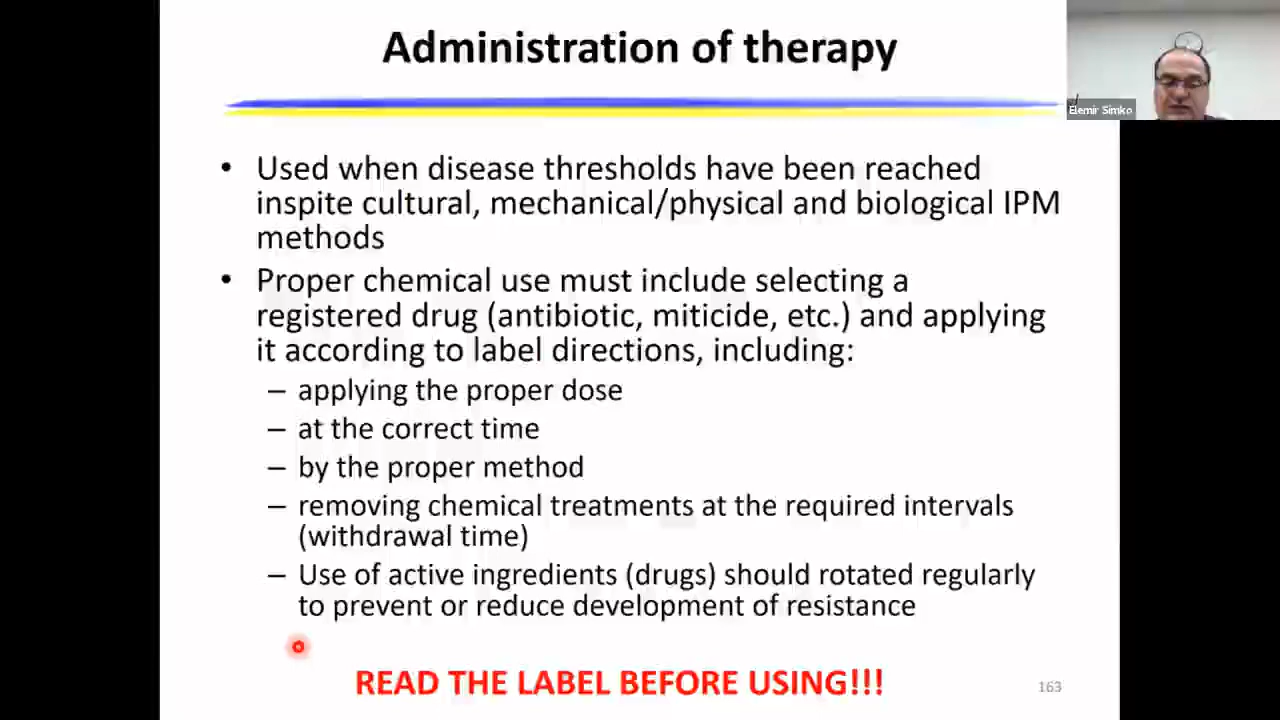 Administration of therapy
Elemir Simko
• Used when disease thresholds have been reached
inspite cultural, mechanical/physical and biological IPM
methods
• Proper chemical use must include selecting a
registered drug (antibiotic, miticide, etc.) and applying
it according to label directions, including:
– applying the proper dose
– at the correct time
– by the proper method
– removing chemical treatments at the required intervals
(withdrawal time)
– Use of active ingredients (drugs) should rotated regularly
to prevent or reduce development of resistance
READ THE LABEL BEFORE USING!!!
163